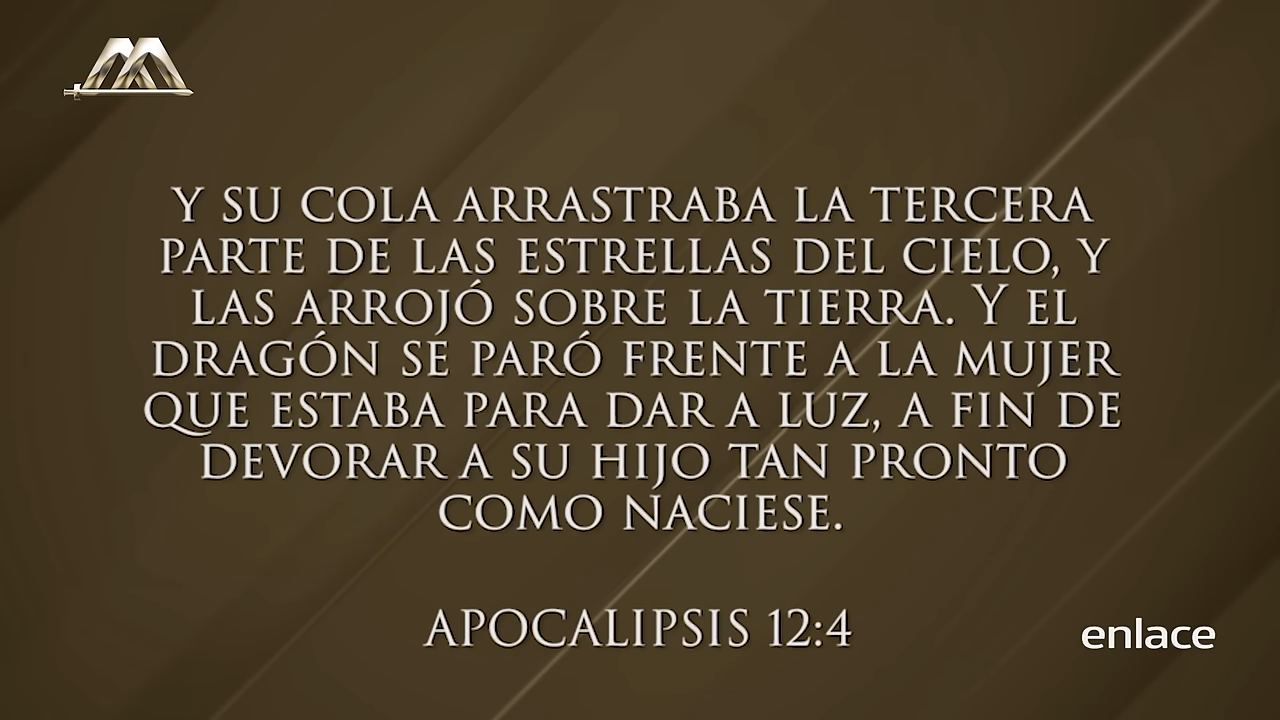 Y SU COLA ARRASTRABA LA TERCERA
PARTE DE LAS ESTRELLAS DEL CIELO, Y
LAS ARROJÓ SOBRE LA TIERRA. Y EL
DRAGÓN SE PARÓ FRENTE A LA MUJER
QUE ESTABA PARA DAR A LUZ, A FIN DE
DEVORAR A SU HIJO TAN PRONTO
COMO NACIESE.
APOCALIPSIS 12:4
enlace